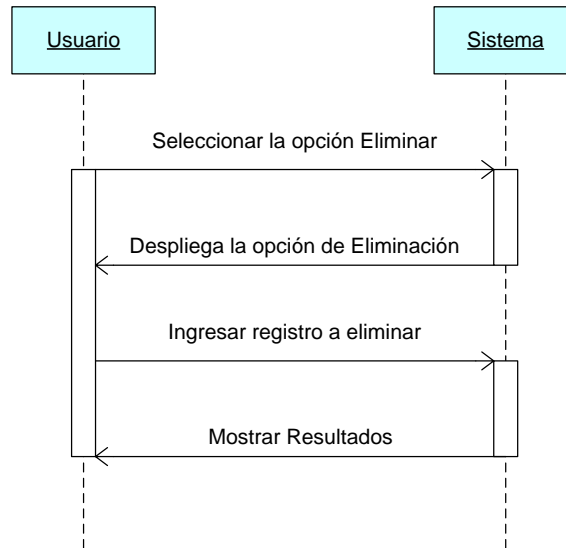 Usuario
Sistema
Seleccionar la opción Eliminar
Despliega la opción de Eliminación
Ingresar registro a eliminar
Mostrar Resultados